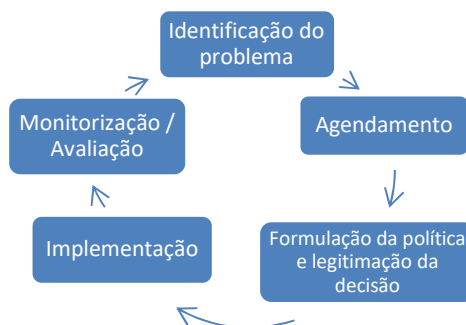 Identificação do
problema
Agendamento
Formulação da política
e legitimação da
decisão
Implementação
Monitorização /
Avaliação